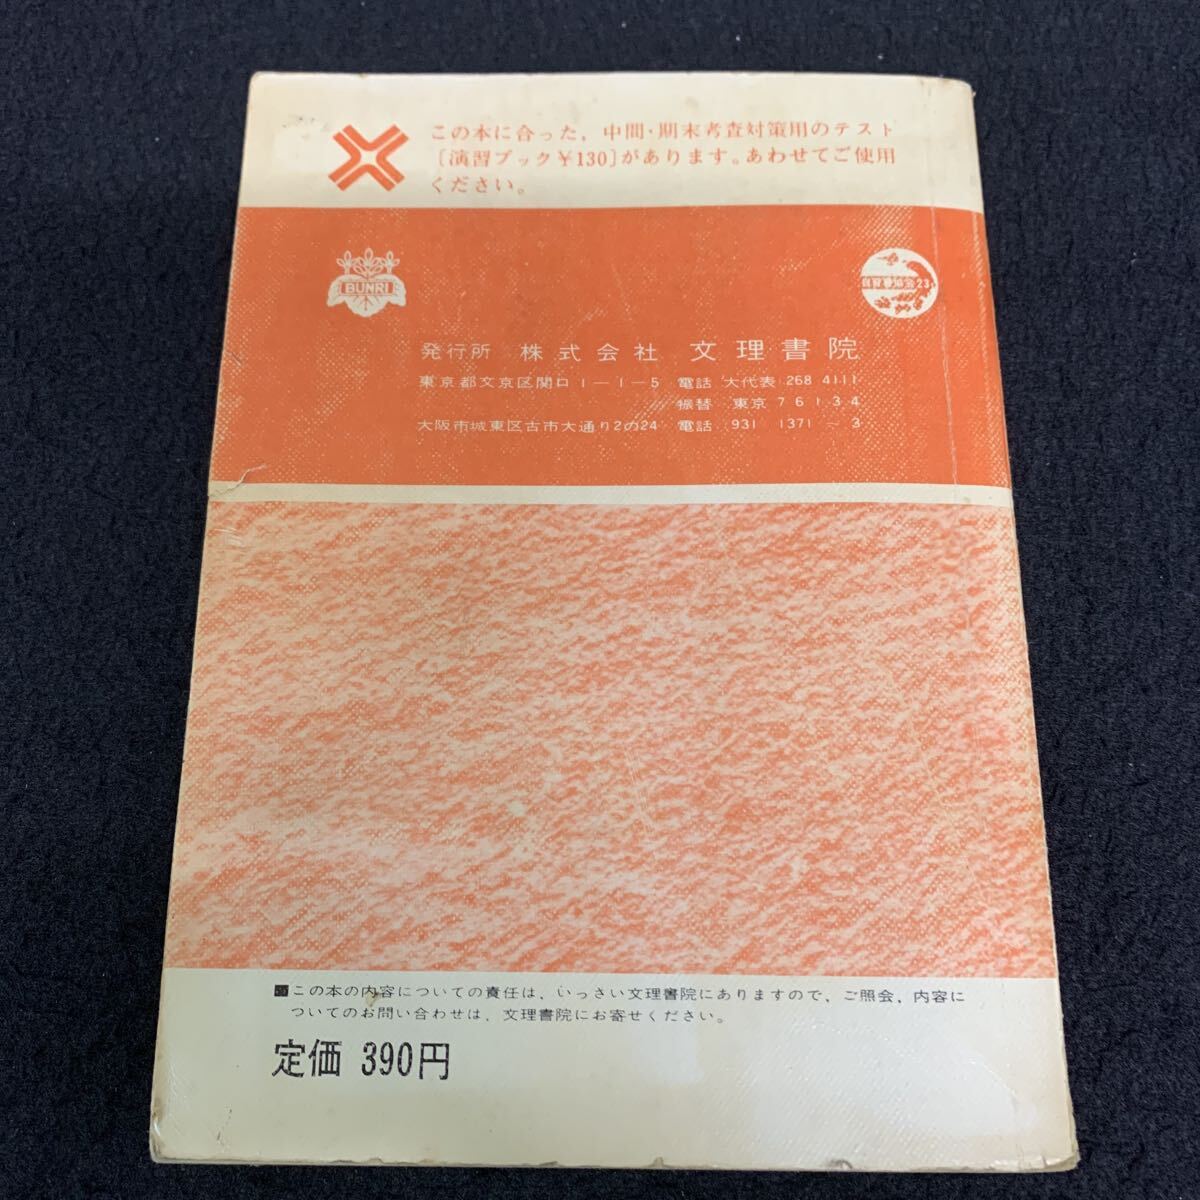 この本に合った、中間・期末考査対策用のテスト
〔演習ブック￥130〕があります。あわせてご使用
ください。
BUNRI
発行所 株式会社 文理書院
東京都文京区関口1—1—5 電話 大代表 268 4111
振替 東京 76134
大阪市城東区古市大通り2の24 電話 931 1371－3
■この本の内容についての責任は、いっさい文理書院にありますので、ご照会、内容に
ついてのお問い合わせは、文理書院にお寄せください。
定価 390円